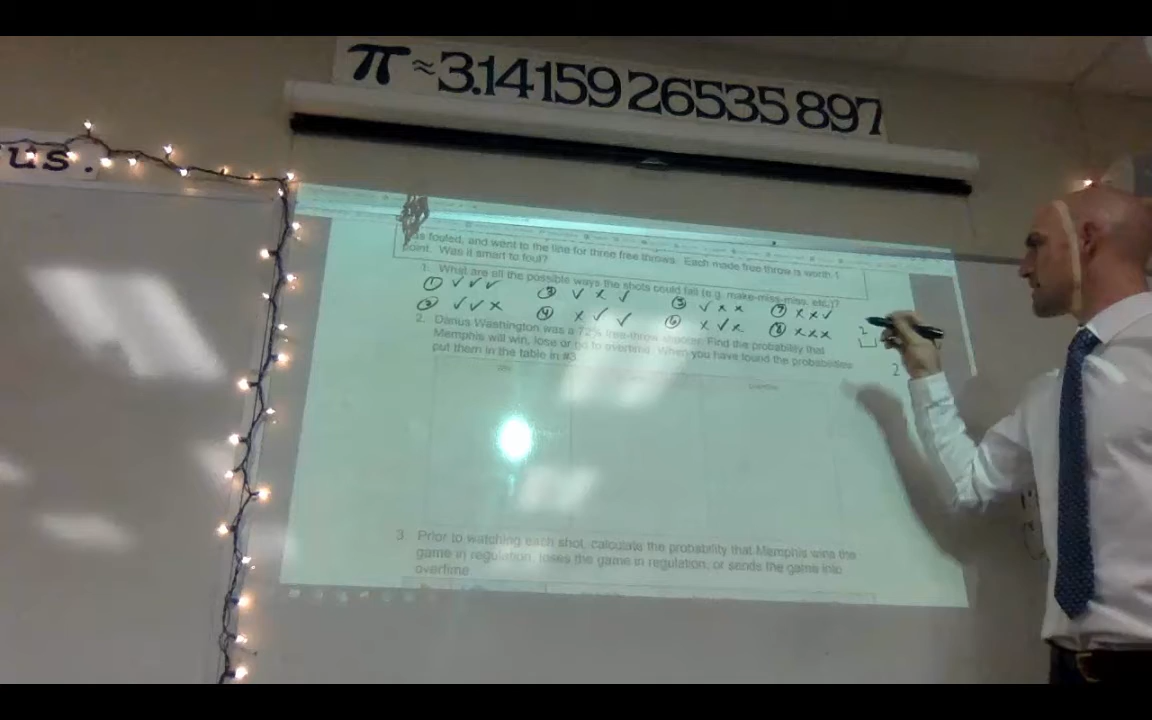 π ≈ 3.14159 26535 897
us.
was fouled, and went to the line for three free throws. Each made free throw is worth 1
point. Was it smart to foul?
1. What are all the possible ways the shots could fall (e.g. make-miss-miss, etc.)?
① ✓ ✓ ✓ ③ ✓ x ✓ ⑤ ✓ x x ⑦ x x ✓
② ✓ ✓ x ④ x ✓ ✓ ⑥ x ✓ x ⑧ x x x
2
2. Darius Washington was a 72% free-throw shooter. Find the probability that
Memphis will win, lose or go to overtime. When you have found the probabilities
put them in the table in #3.
2
3. Prior to watching each shot, calculate the probability that Memphis wins the
game in regulation, loses the game in regulation, or sends the game into
overtime